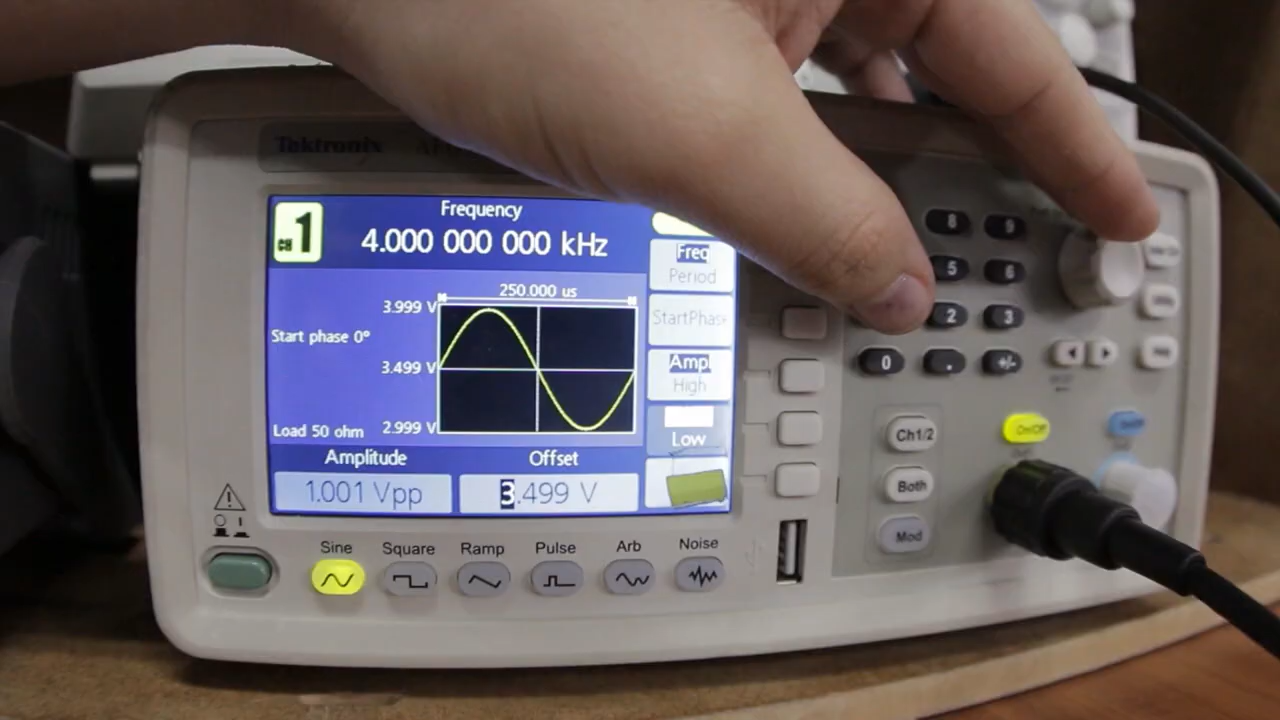 Tektronix
CH 1
Frequency
4.000 000 000 kHz
Freq
Period
250.000 us
3.999 V
StartPhase
Start phase 0°
3.499 V
Ampl
High
Load 50 ohm
2.999 V
Low
Amplitude
Offset
1.001 Vpp
3.499 V
Sine
Square
Ramp
Pulse
Arb
Noise
8
9
5
6
2
3
0
.
+/-
Ch1/2
On/Off
Both
Mod